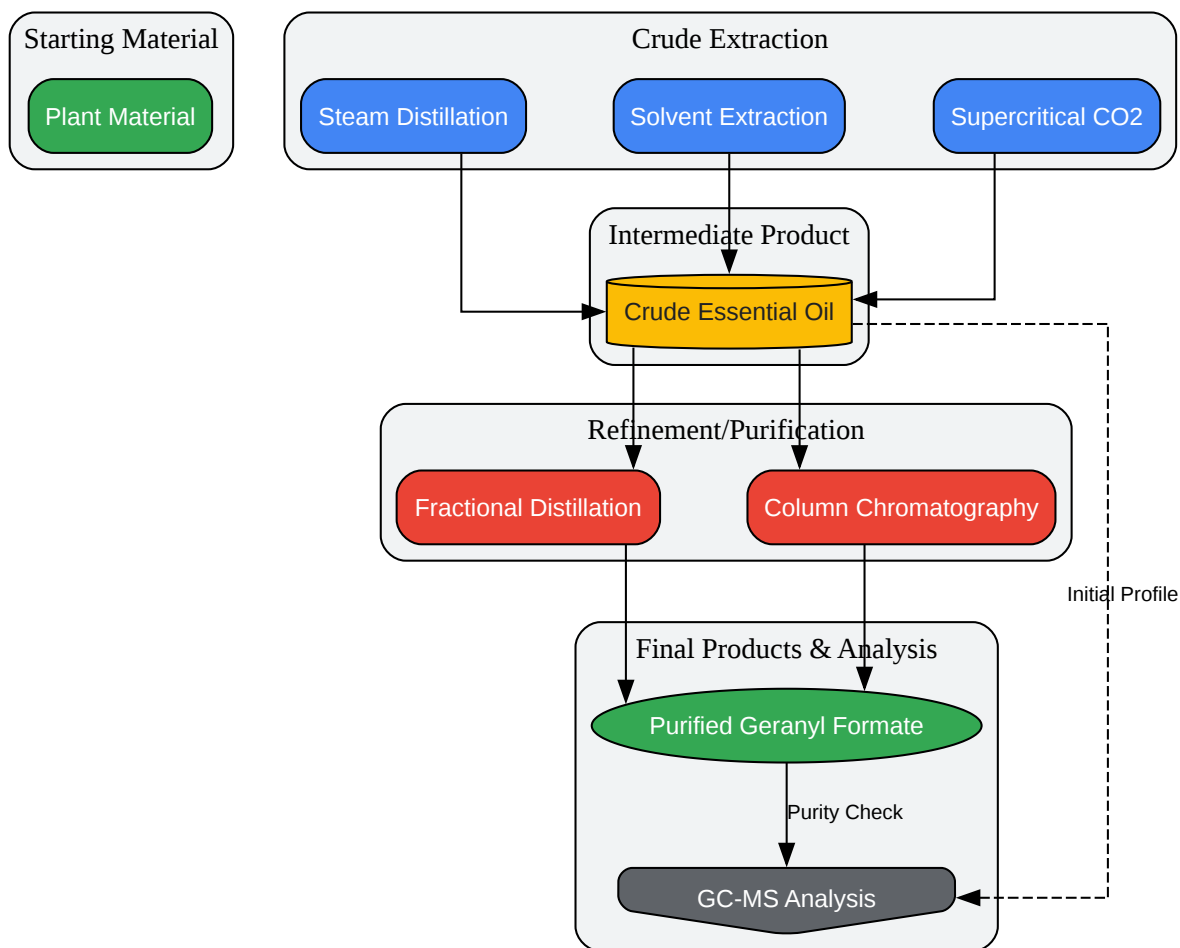 Starting Material
Plant Material
Crude Extraction
Steam Distillation
Solvent Extraction
Supercritical CO2
Intermediate Product
Crude Essential Oil
Refinement/Purification
Fractional Distillation
Column Chromatography
Initial Profile
Final Products & Analysis
Purified Geranyl Formate
Purity Check
GC-MS Analysis